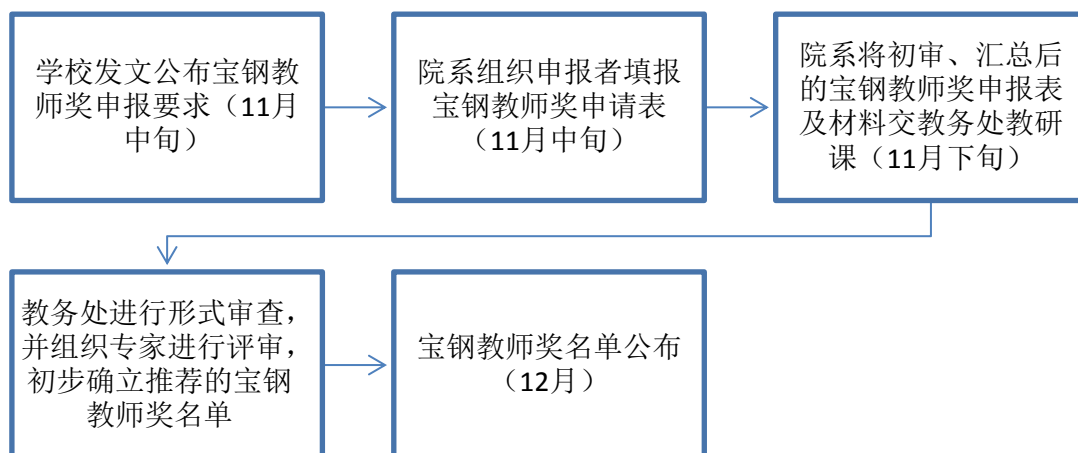 学校发文公布宝钢教
师奖申报要求（11月
中旬）
院系组织申报者填报
宝钢教师奖申请表
（11月中旬）
院系将初审、汇总后
的宝钢教师奖申报表
及材料交教务处教研
课（11月下旬）
教务处进行形式审查，
并组织专家进行评审，
初步确立推荐的宝钢
教师奖名单
宝钢教师奖名单公布
（12月）